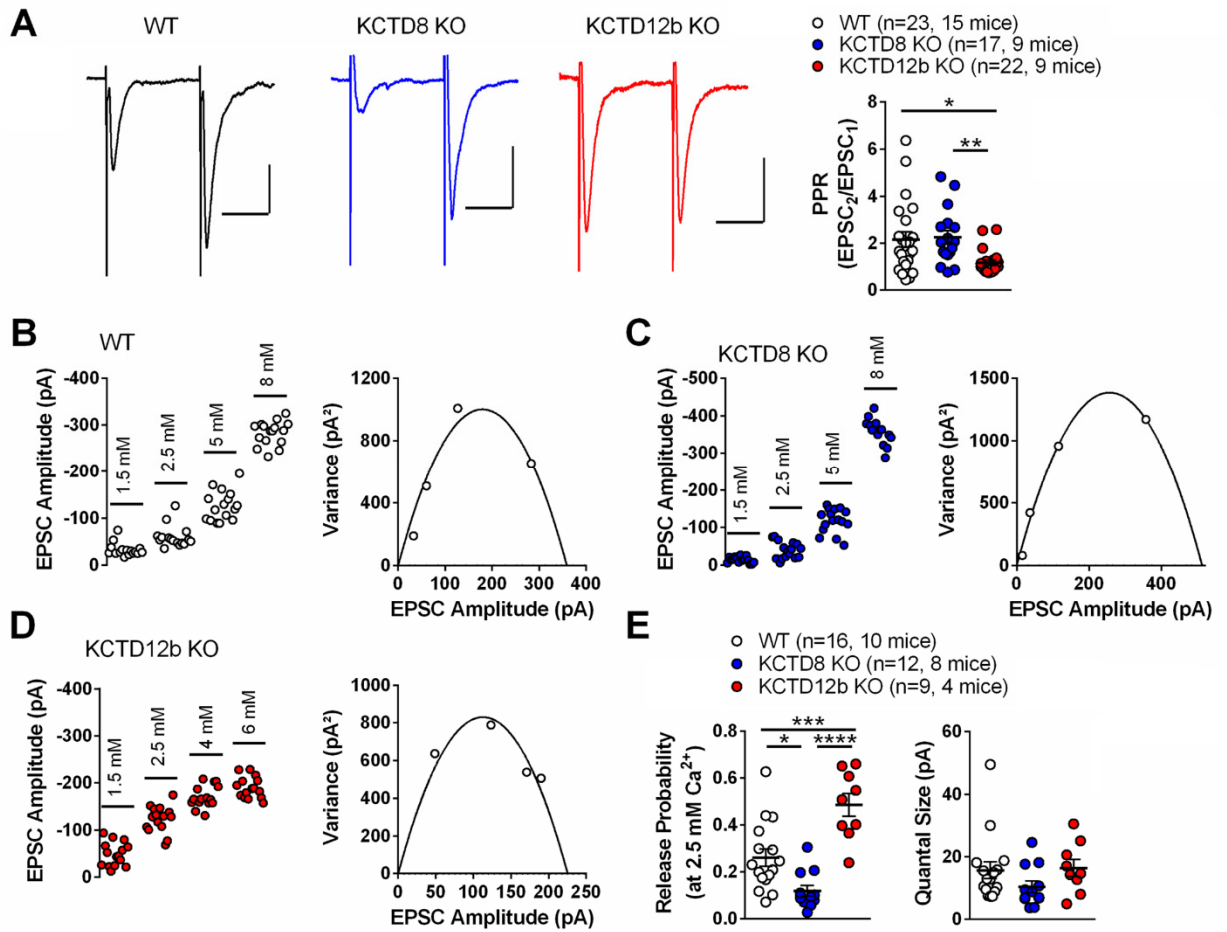 A
WT
KCTD8 KO
KCTD12b KO
WT (n=23, 15 mice)
KCTD8 KO (n=17, 9 mice)
KCTD12b KO (n=22, 9 mice)
PPR
(EPSC₂/EPSC₁)
8
6
4
2
0
*
**
B
WT
EPSC Amplitude (pA)
-400
-300
-200
-100
0
1.5 mM
2.5 mM
5 mM
8 mM
Variance (pA²)
1200
1000
800
600
400
200
0
0 100 200 300 400
EPSC Amplitude (pA)
C
KCTD8 KO
EPSC Amplitude (pA)
-500
-400
-300
-200
-100
0
1.5 mM
2.5 mM
5 mM
8 mM
Variance (pA²)
1500
1000
500
0
0 200 400
EPSC Amplitude (pA)
D
KCTD12b KO
EPSC Amplitude (pA)
-400
-300
-200
-100
0
1.5 mM
2.5 mM
4 mM
6 mM
Variance (pA²)
1000
800
600
400
200
0
0 50 100 150 200 250
EPSC Amplitude (pA)
E
WT (n=16, 10 mice)
KCTD8 KO (n=12, 8 mice)
KCTD12b KO (n=9, 4 mice)
Release Probability
(at 2.5 mM Ca²⁺)
0.8
0.6
0.4
0.2
0.0
***
* ****
Quantal Size (pA)
60
40
20
0